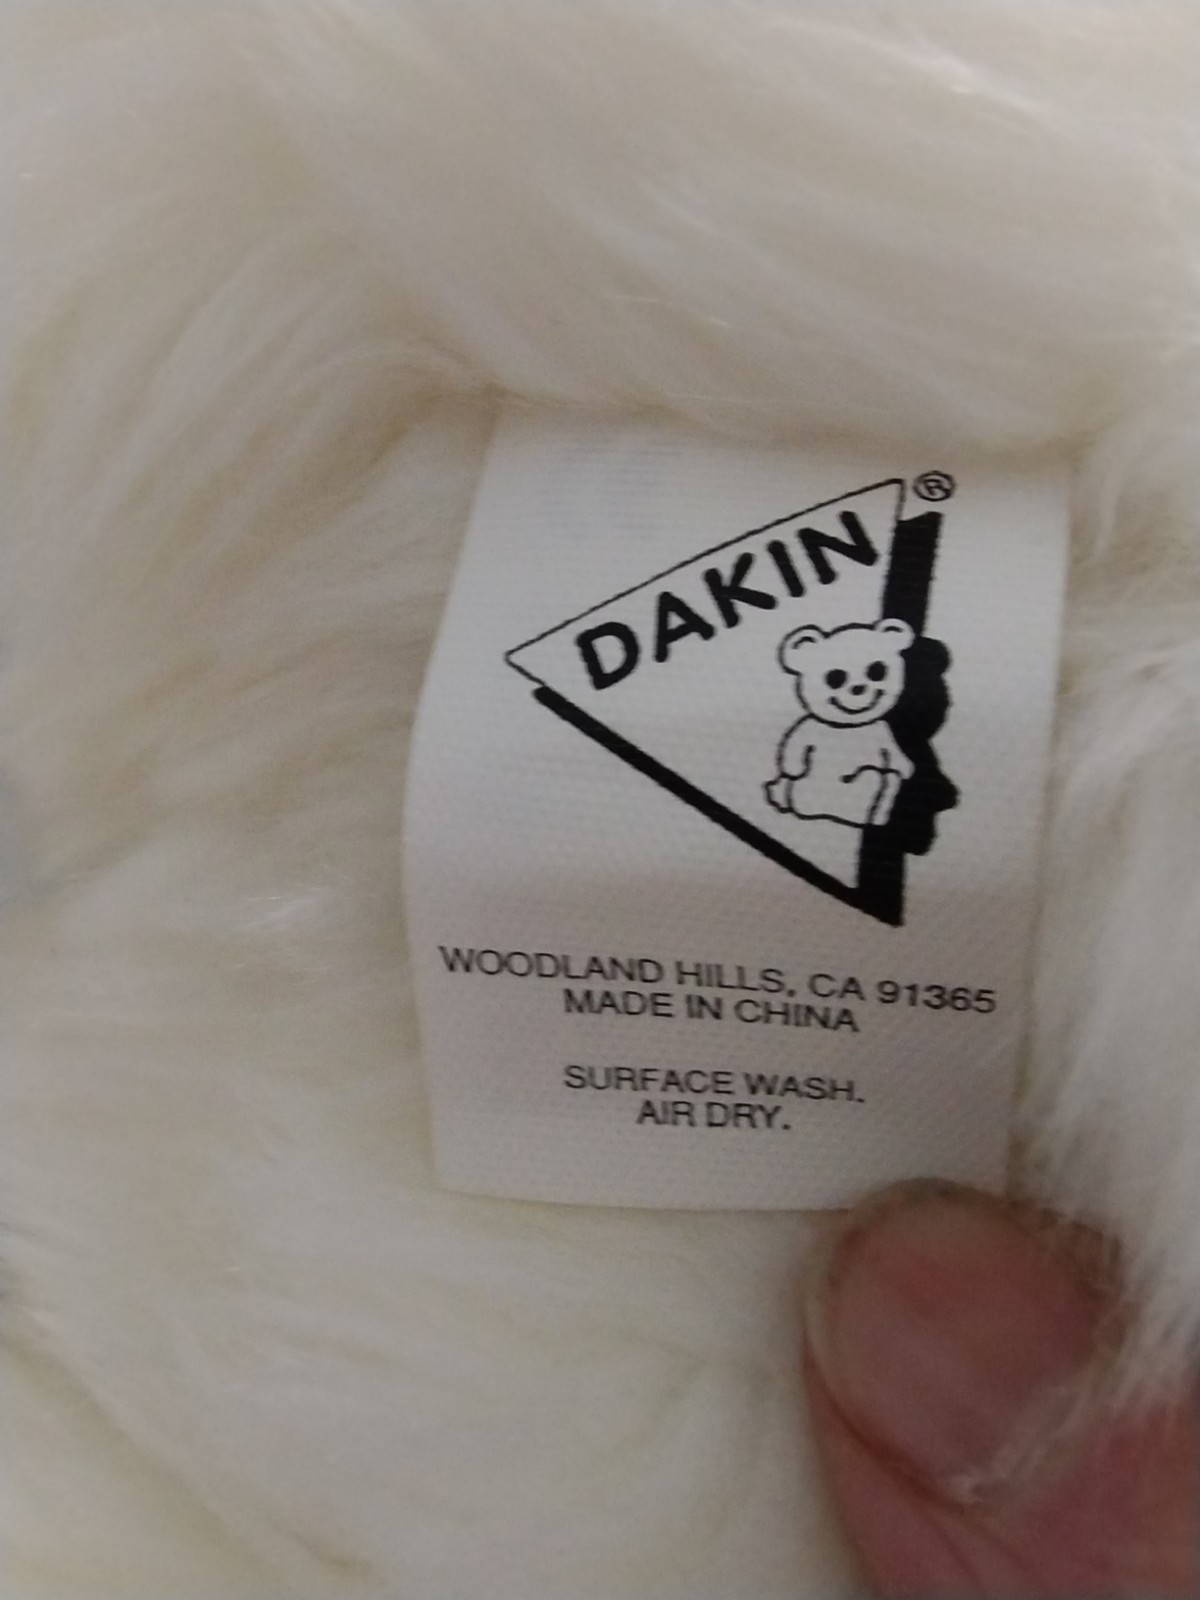 DAKIN®
WOODLAND HILLS, CA 91365
MADE IN CHINA
SURFACE WASH.
AIR DRY.